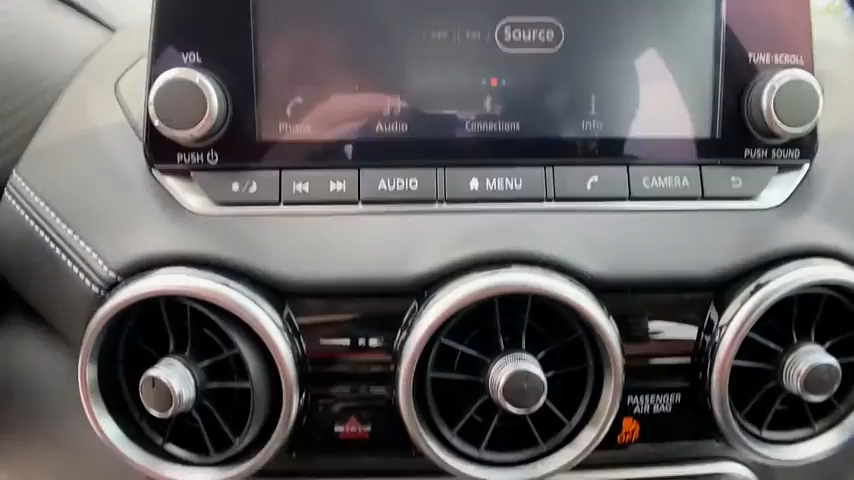 Source
VOL
TUNE·SCROLL
Phone
Audio
Connections
Info
PUSH
PUSH SOUND
AUDIO
MENU
CAMERA
PASSENGER
AIR BAG
OFF